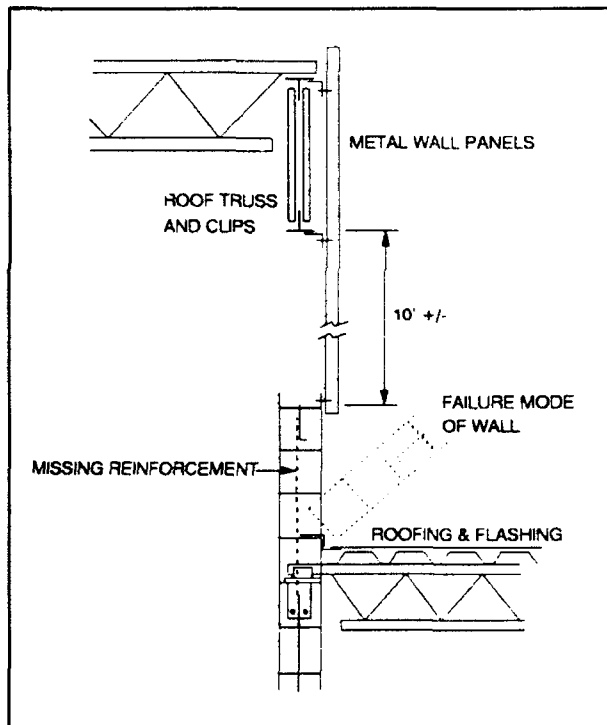 METAL WALL PANELS
ROOF TRUSS
AND CLIPS
10' +/-
FAILURE MODE
OF WALL
MISSING REINFORCEMENT
ROOFING & FLASHING